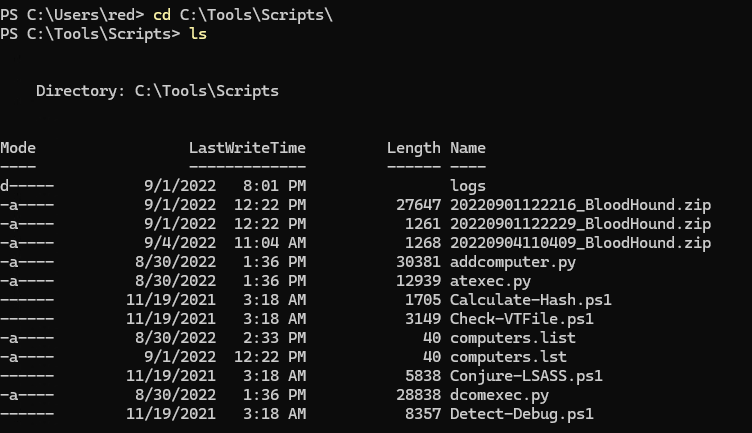 PS C:\Users\red> cd C:\Tools\Scripts\
PS C:\Tools\Scripts> ls
Directory: C:\Tools\Scripts
Mode LastWriteTime Length Name
---- ------------- ------ ----
d----- 9/1/2022 8:01 PM logs
-a---- 9/1/2022 12:22 PM 27647 20220901122216_BloodHound.zip
-a---- 9/1/2022 12:22 PM 1261 20220901122229_BloodHound.zip
-a---- 9/4/2022 11:04 AM 1268 20220904110409_BloodHound.zip
-a---- 8/30/2022 1:36 PM 30381 addcomputer.py
-a---- 8/30/2022 1:36 PM 12939 atexec.py
------ 11/19/2021 3:18 AM 1705 Calculate-Hash.ps1
------ 11/19/2021 3:18 AM 3149 Check-VTFile.ps1
-a---- 8/30/2022 2:33 PM 40 computers.list
-a---- 9/1/2022 12:22 PM 40 computers.lst
------ 11/19/2021 3:18 AM 5838 Conjure-LSASS.ps1
-a---- 8/30/2022 1:36 PM 28838 dcomexec.py
------ 11/19/2021 3:18 AM 8357 Detect-Debug.ps1